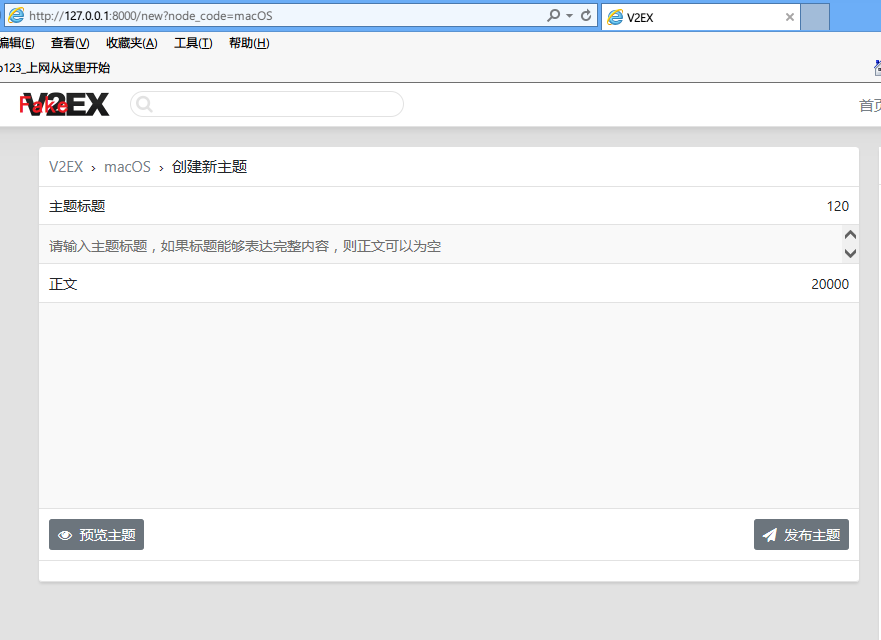 http://127.0.0.1:8000/new?node_code=macOS
V2EX
编辑(E) 查看(V) 收藏夹(A) 工具(T) 帮助(H)
o123_上网从这里开始
V2EX
Fake
首页
V2EX › macOS › 创建新主题
主题标题 120
请输入主题标题，如果标题能够表达完整内容，则正文可以为空
正文 20000
预览主题 发布主题